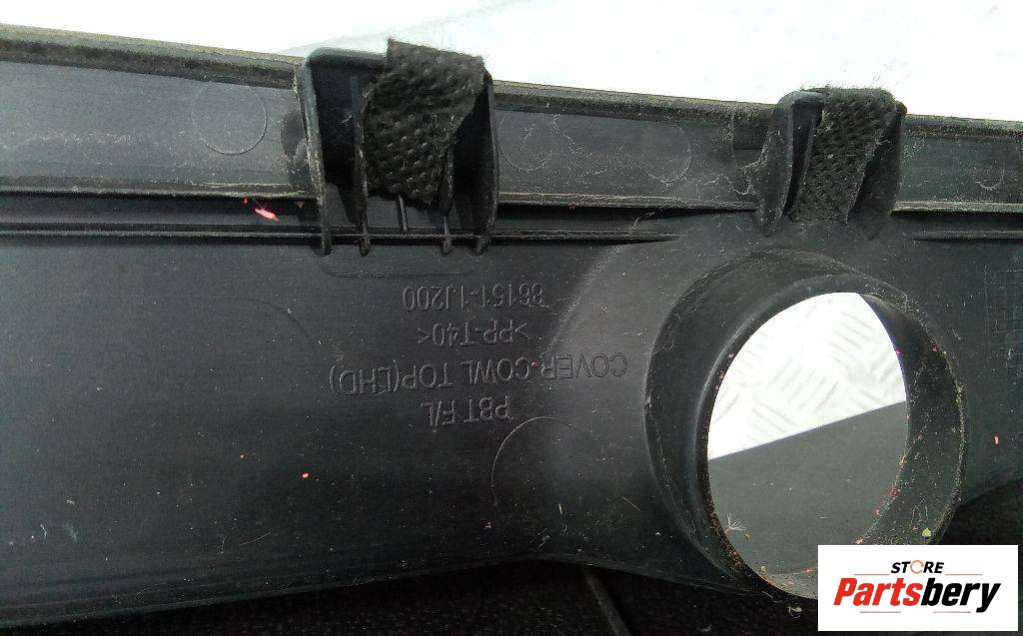 PBT F/L
COVER-COWL TOP(LHD)
>PP-T40<
86151-1J200
STORE
Partsbery